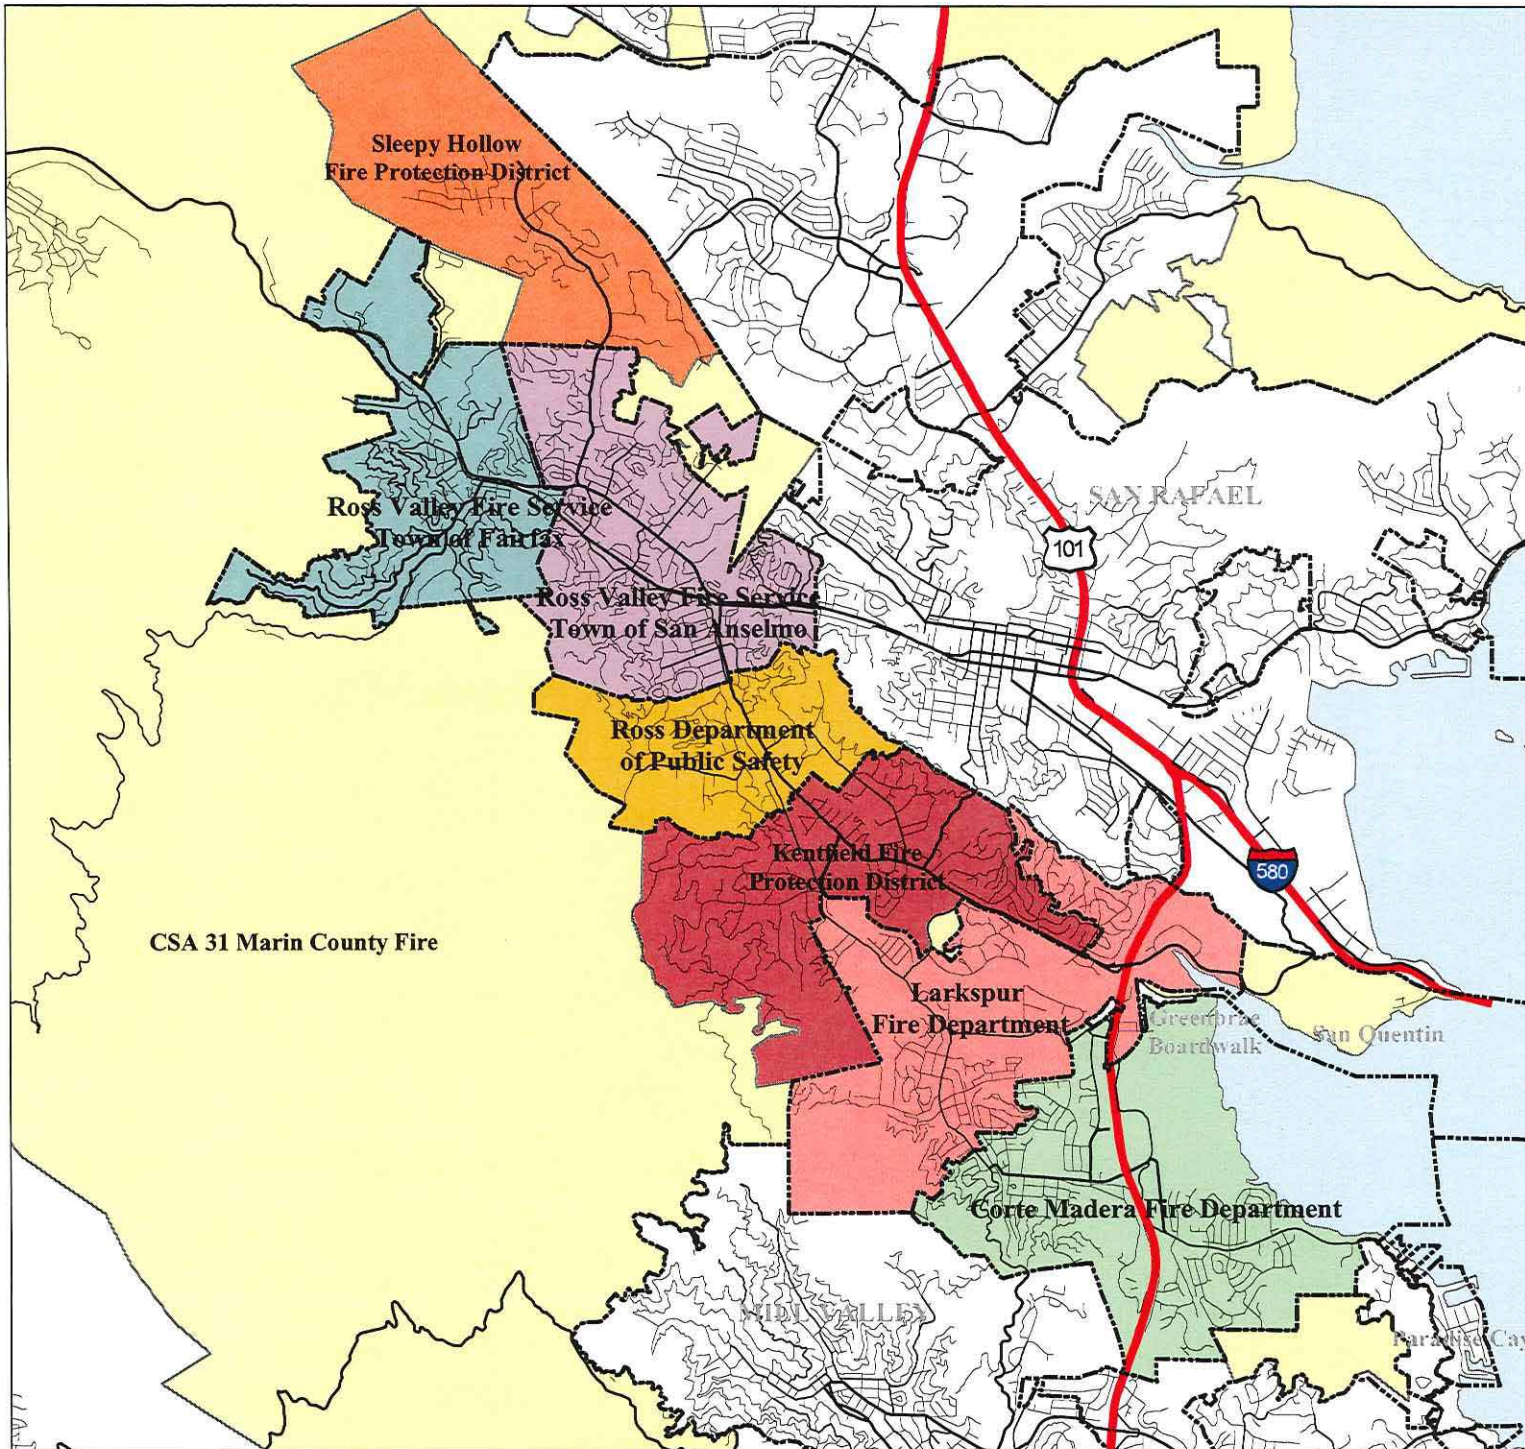 Sleepy Hollow
Fire Protection District
SAN RAFAEL
Ross Valley Fire Service
Town of Fairfax
101
Ross Valley Fire Service
Town of San Anselmo
Ross Department
of Public Safety
Kentfield Fire
Protection District
580
CSA 31 Marin County Fire
Larkspur
Fire Department
Greenbrae
Boardwalk
San Quentin
Corte Madera Fire Department
MILL VALLEY
Paradise Cay